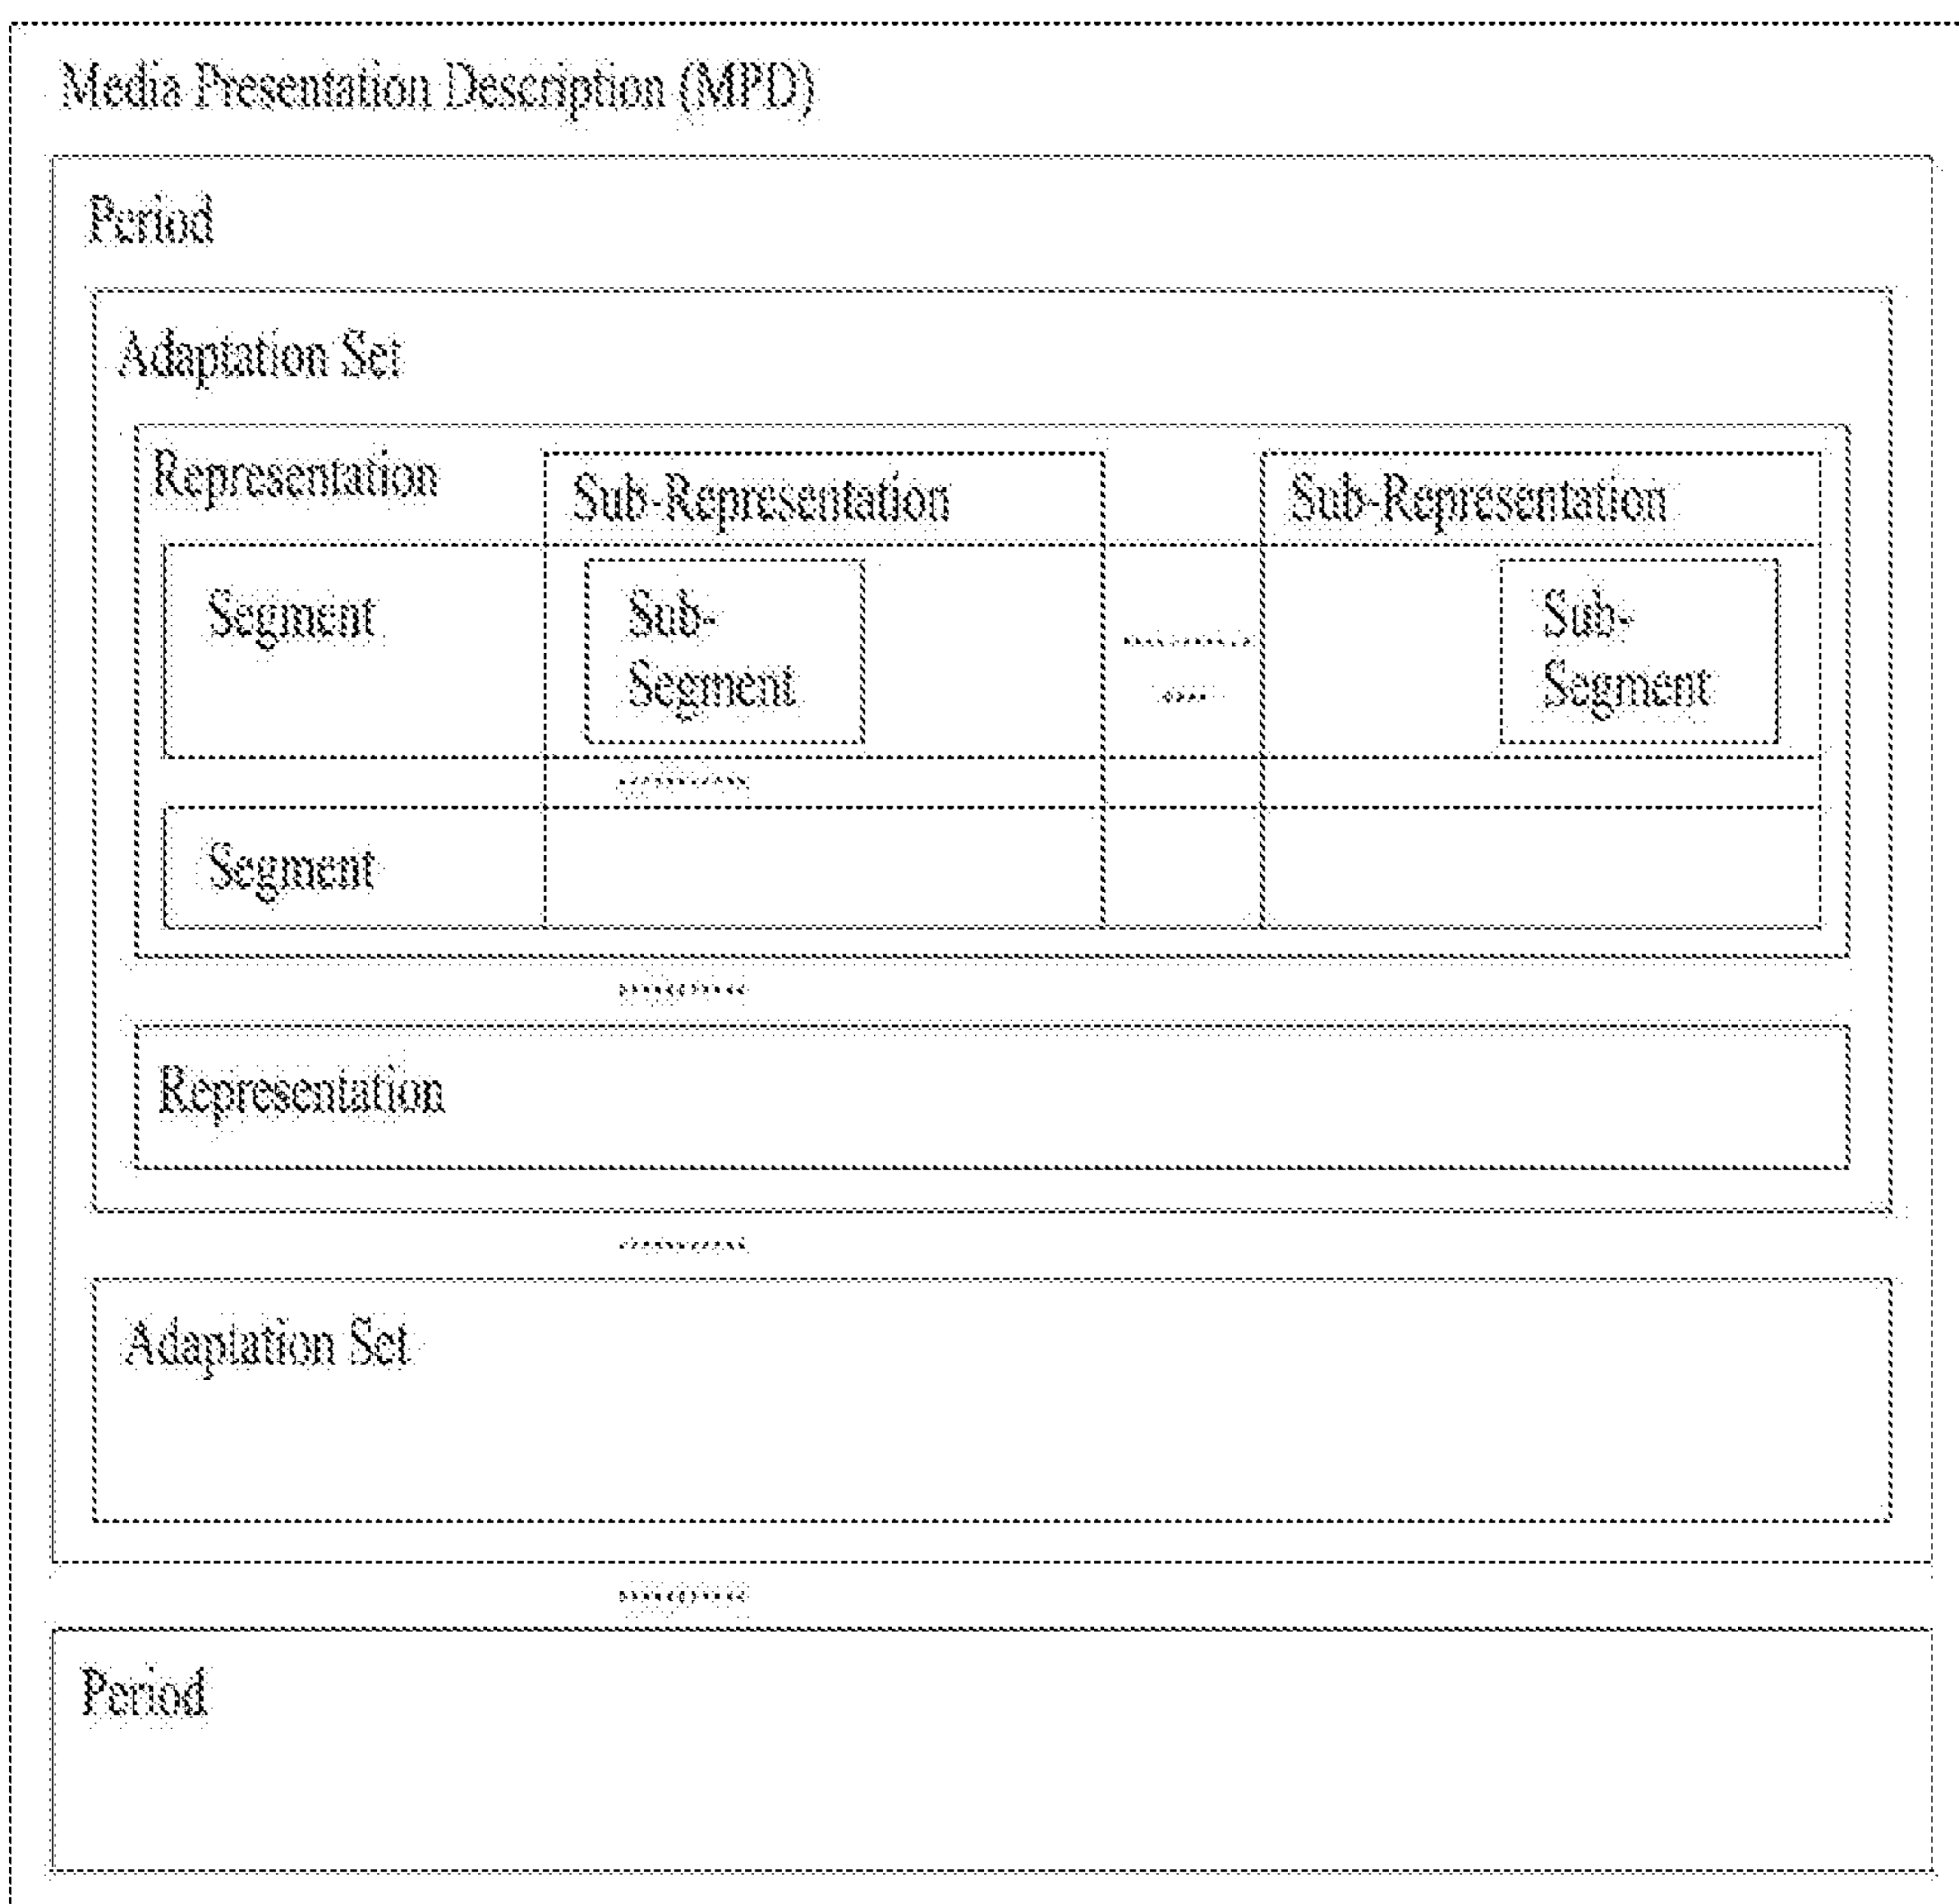 Media Presentation Description (MPD)
Period
Adaptation Set
Representation
Sub-Representation
Sub-Representation
Segment
Sub-
Segment
Sub-
Segment
Segment
Representation
Adaptation Set
Period